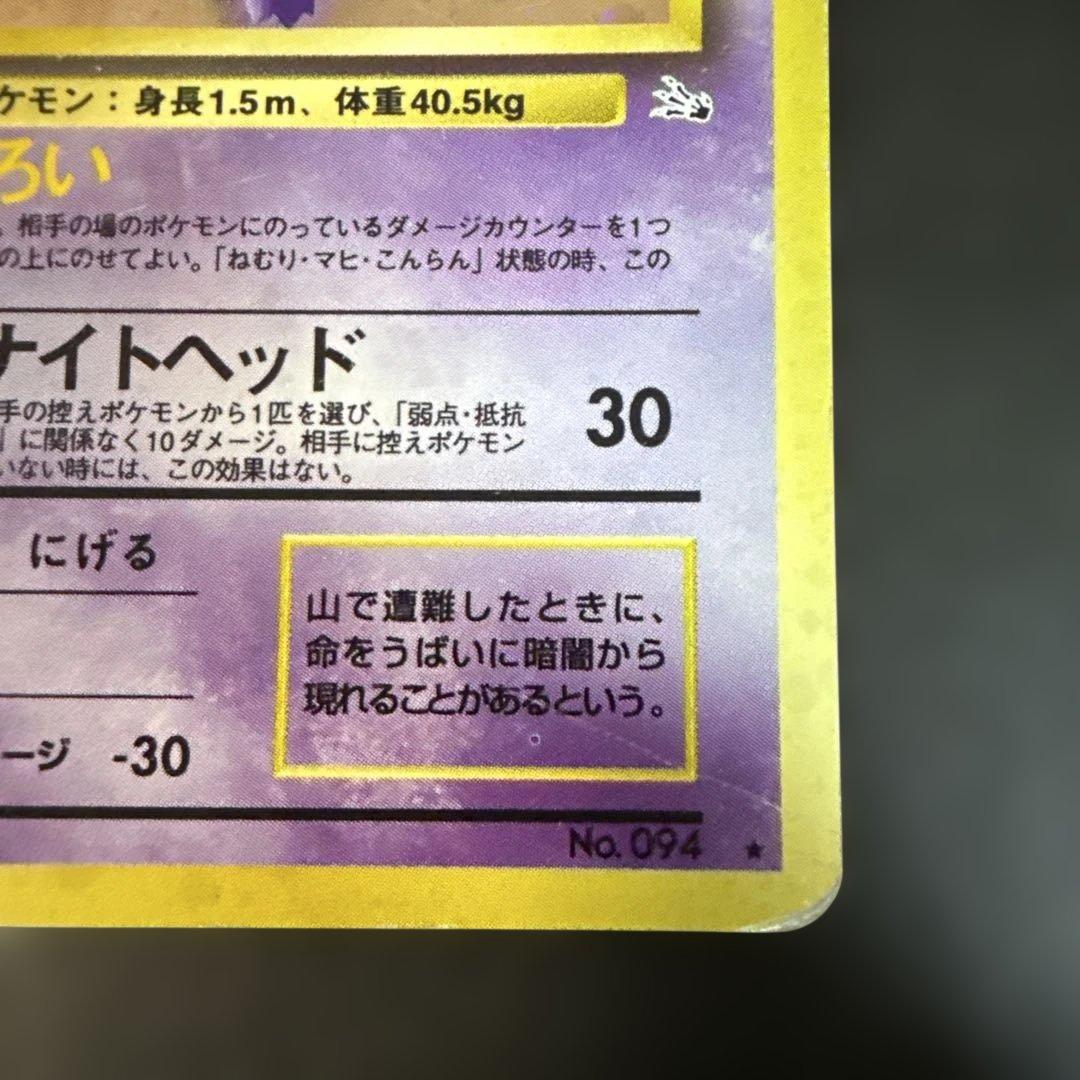 ケモン：身長1.5m、体重40.5kg
ろい
、相手の場のポケモンにのっているダメージカウンターを1つ
の上にのせてよい。「ねむり・マヒ・こんらん」状態の時、この
ナイトヘッド
30
手の控えポケモンから1匹を選び、「弱点・抵抗
」に関係なく10ダメージ。相手に控えポケモン
いない時には、この効果はない。
にげる
山で遭難したときに、
命をうばいに暗闇から
現れることがあるという。
ージ -30
No.094 ★